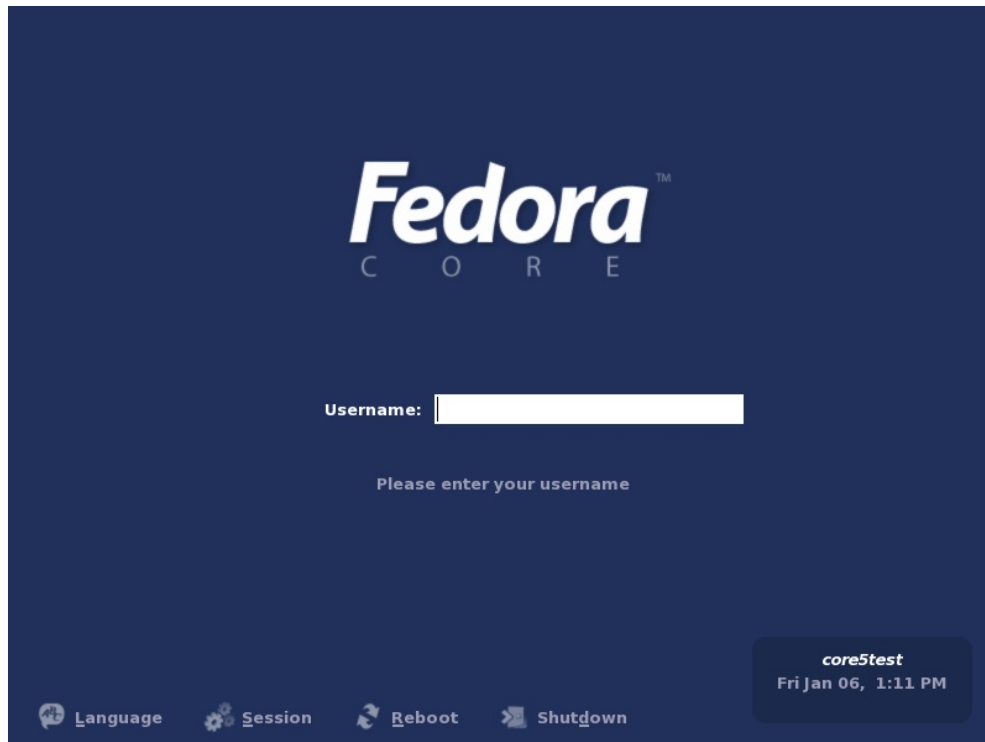 Fedora™
CORE
Username:
Please enter your username
core5test
Fri Jan 06, 1:11 PM
Language Session Reboot Shutdown